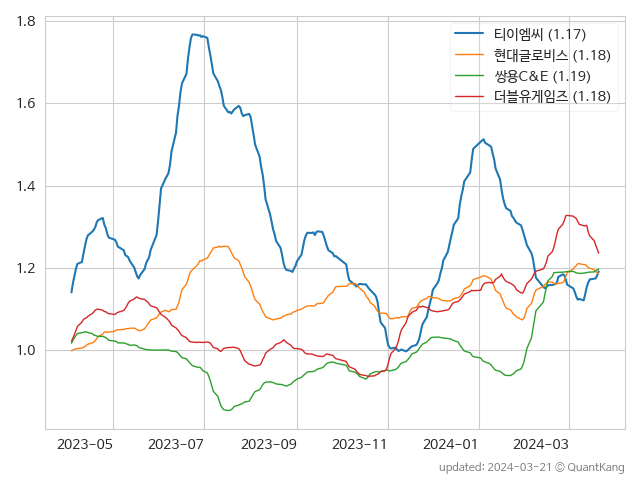 1.8
1.6
1.4
1.2
1.0
티이엠씨 (1.17)
현대글로비스 (1.18)
쌍용C&E (1.19)
더블유게임즈 (1.18)
2023-05 2023-07 2023-09 2023-11 2024-01 2024-03
updated: 2024-03-21 © QuantKang